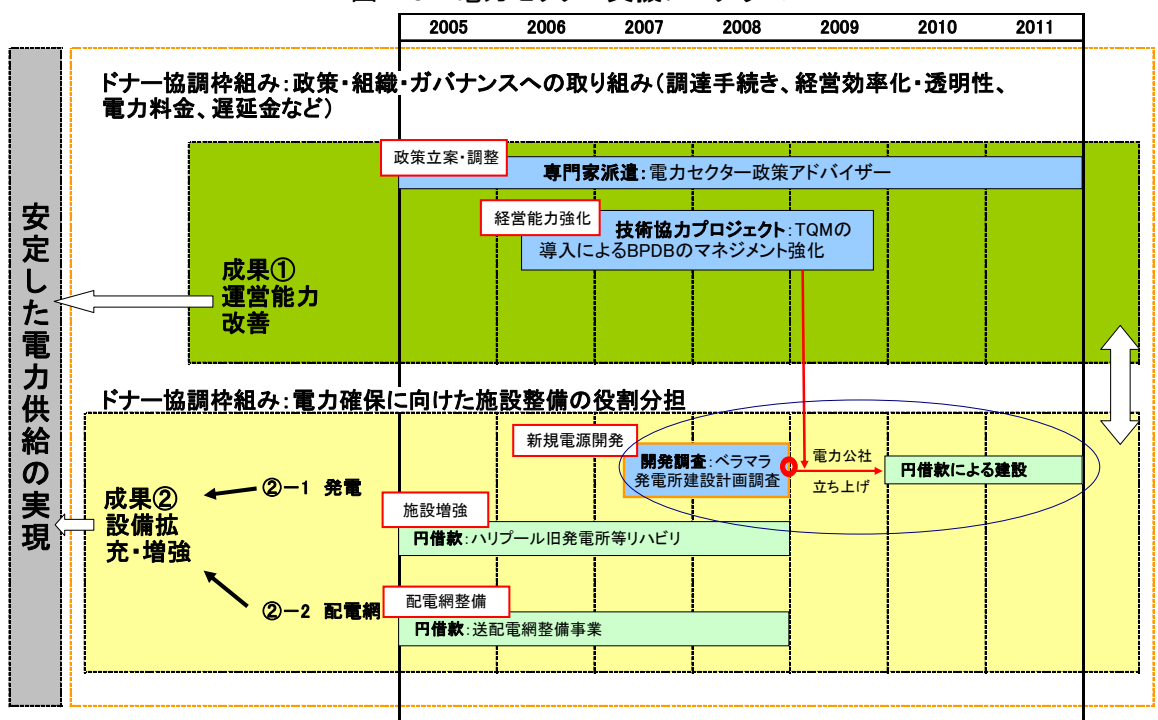 2005 2006 2007 2008 2009 2010 2011
ドナー協調枠組み：政策・組織・ガバナンスへの取り組み（調達手続き、経営効率化・透明性、
電力料金、遅延金など）
政策立案・調整
専門家派遣：電力セクター政策アドバイザー
経営能力強化
技術協力プロジェクト：TQMの
導入によるBPDBのマネジメント強化
成果①
運営能力
改善
安定した電力供給の実現
ドナー協調枠組み：電力確保に向けた施設整備の役割分担
新規電源開発
開発調査：ベラマラ
発電所建設計画調査
電力公社
立ち上げ
円借款による建設
②－1 発電
成果②
設備拡
充・増強
施設増強
円借款：ハリプール旧発電所等リハビリ
②－2 配電網
配電網整備
円借款：送配電網整備事業